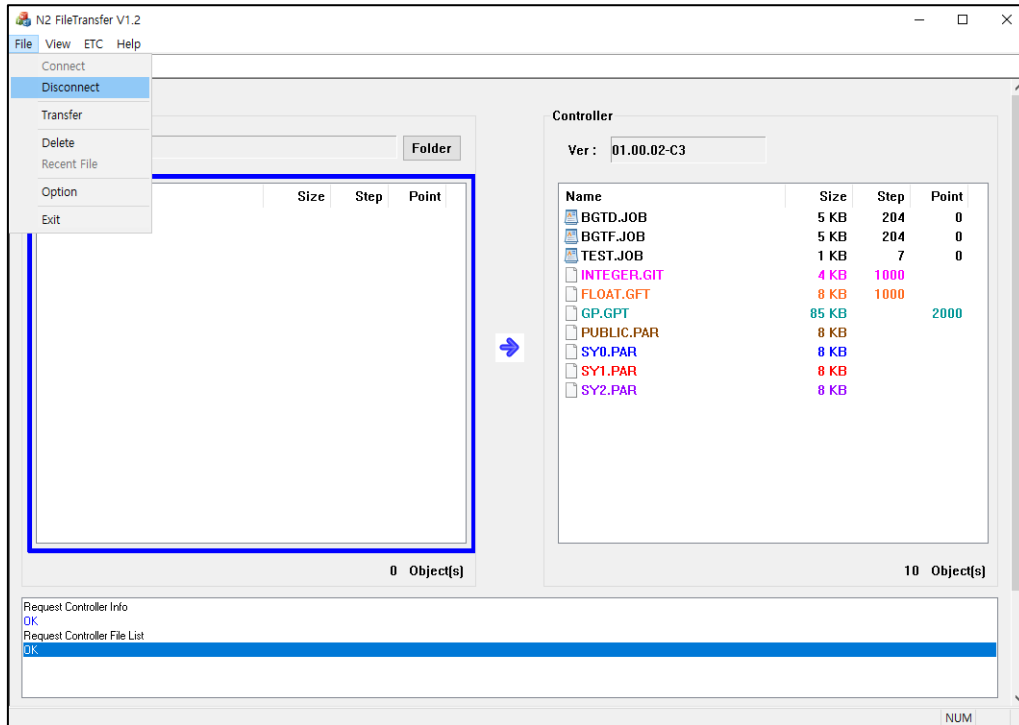 N2 FileTransfer V1.2
File View ETC Help
Connect
Disconnect
Transfer
Delete
Recent File
Option
Exit
Folder
Size Step Point
0 Object(s)
Controller
Ver : 01.00.02-C3
Name Size Step Point
BGTD.JOB 5 KB 204 0
BGTF.JOB 5 KB 204 0
TEST.JOB 1 KB 7 0
INTEGER.GIT 4 KB 1000
FLOAT.GFT 8 KB 1000
GP.GPT 85 KB 2000
PUBLIC.PAR 8 KB
SY0.PAR 8 KB
SY1.PAR 8 KB
SY2.PAR 8 KB
10 Object(s)
Request Controller Info
OK
Request Controller File List
OK
NUM